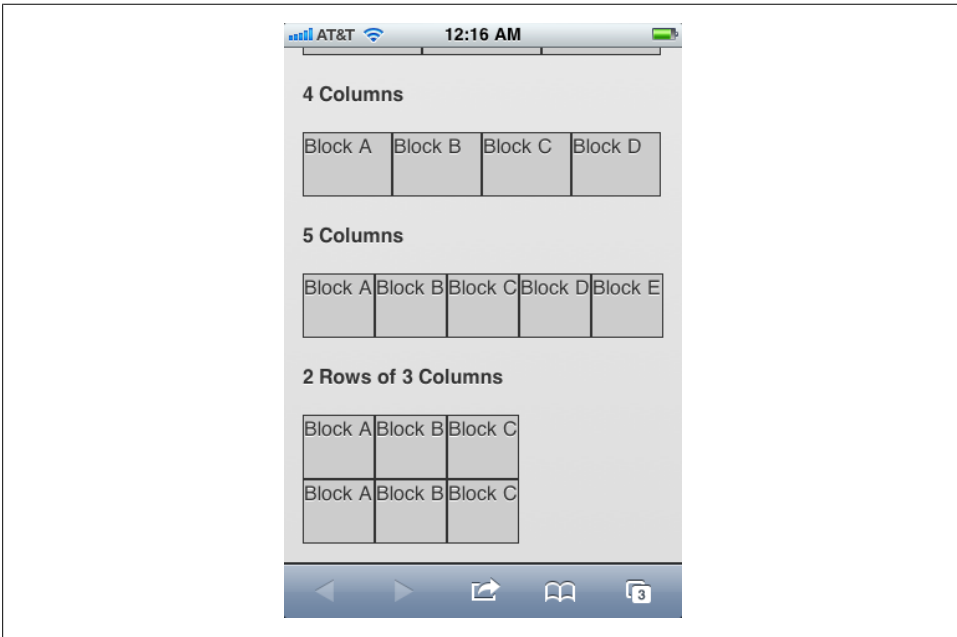 AT&T 12:16 AM
4 Columns
Block A Block B Block C Block D
5 Columns
Block A Block B Block C Block D Block E
2 Rows of 3 Columns
Block A Block B Block C
Block A Block B Block C
3